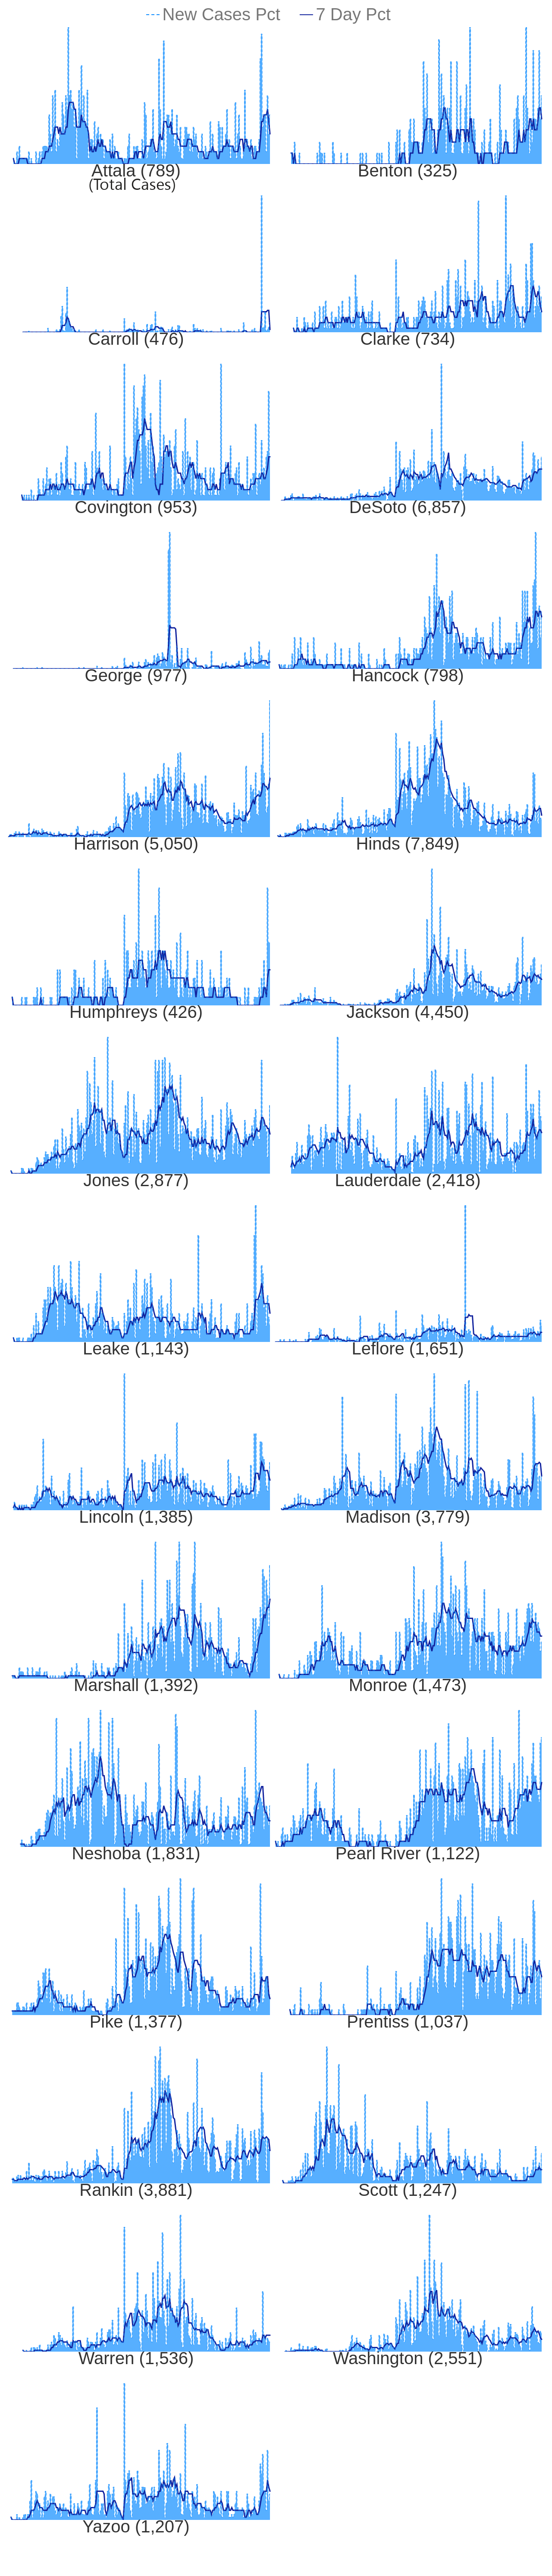 New Cases Pct 7 Day Pct
Attala (789) Benton (325)
(Total Cases)
Carroll (476) Clarke (734)
Covington (953) DeSoto (6,857)
George (977) Hancock (798)
Harrison (5,050) Hinds (7,849)
Humphreys (426) Jackson (4,450)
Jones (2,877) Lauderdale (2,418)
Leake (1,143) Leflore (1,651)
Lincoln (1,385) Madison (3,779)
Marshall (1,392) Monroe (1,473)
Neshoba (1,831) Pearl River (1,122)
Pike (1,377) Prentiss (1,037)
Rankin (3,881) Scott (1,247)
Warren (1,536) Washington (2,551)
Yazoo (1,207)